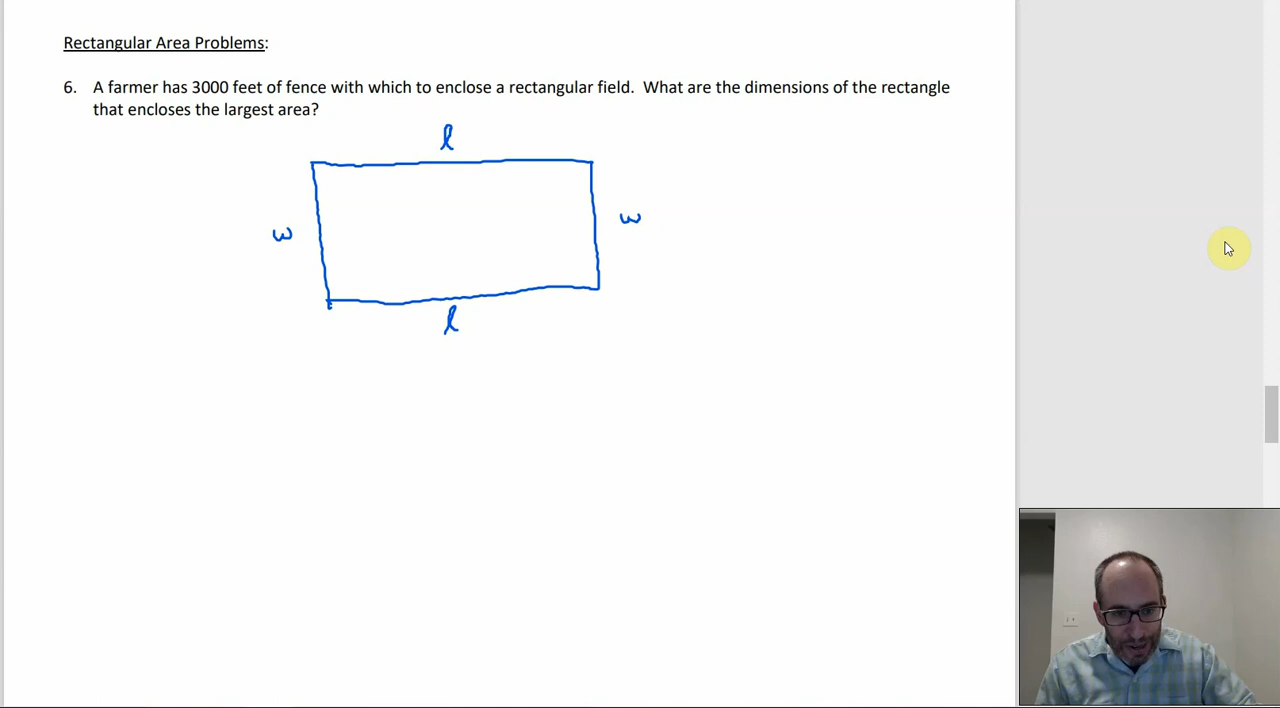 Rectangular Area Problems:
6. A farmer has 3000 feet of fence with which to enclose a rectangular field. What are the dimensions of the rectangle
that encloses the largest area?
l
w
w
l